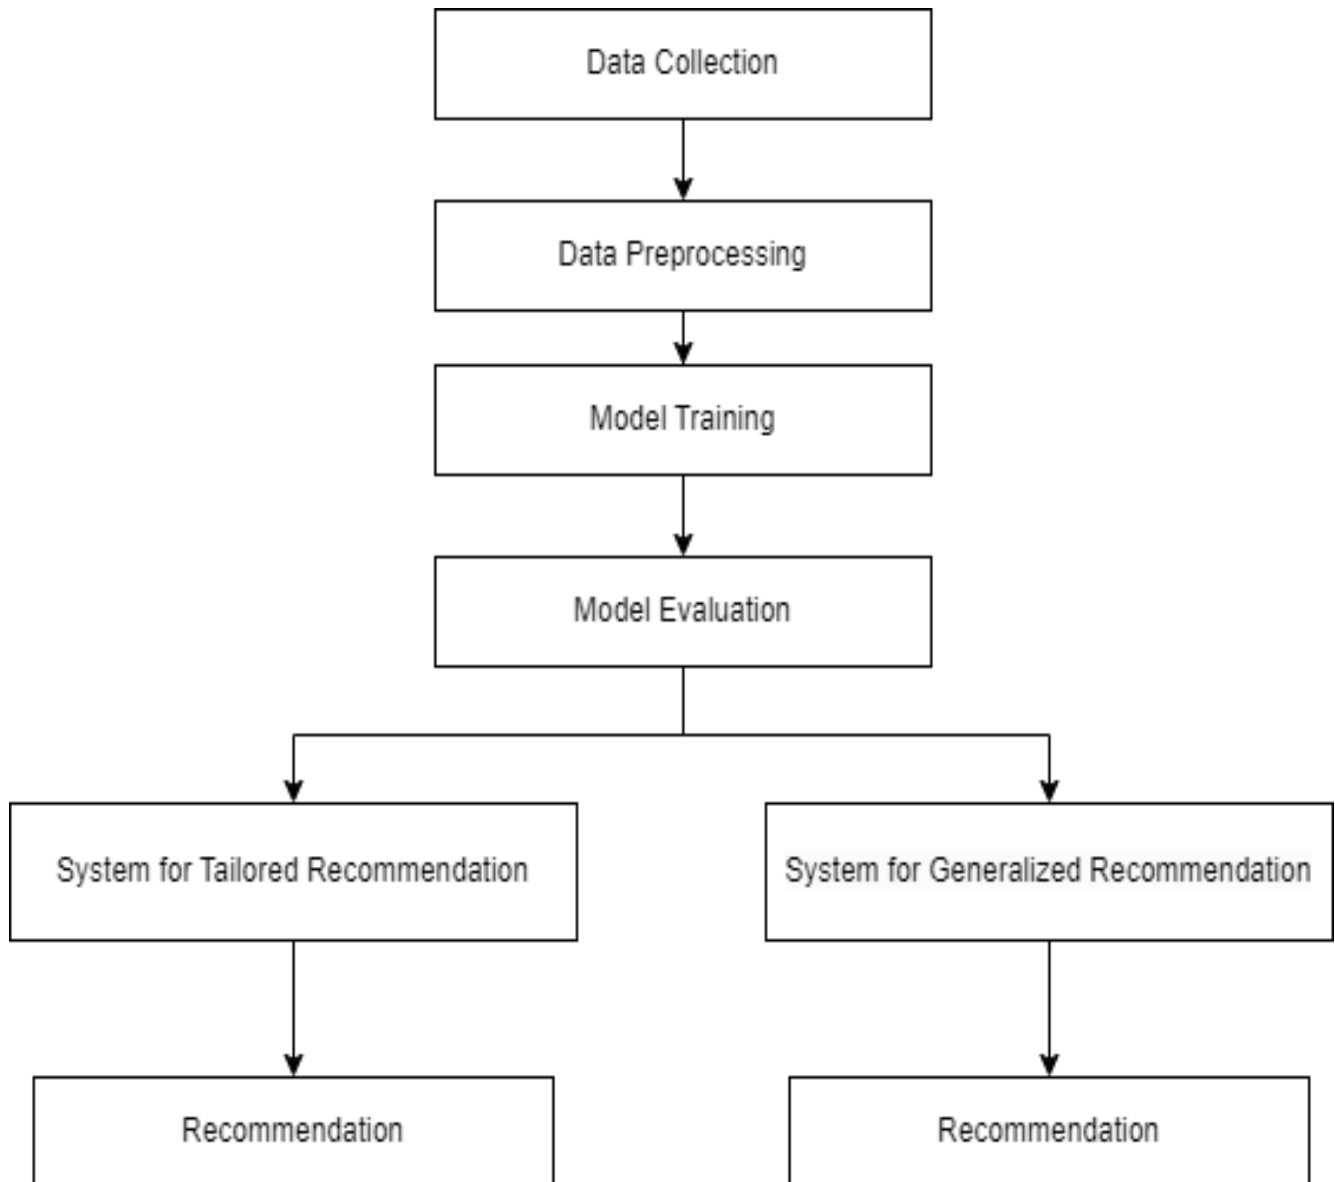 Data Collection
Data Preprocessing
Model Training
Model Evaluation
System for Tailored Recommendation
System for Generalized Recommendation
Recommendation
Recommendation